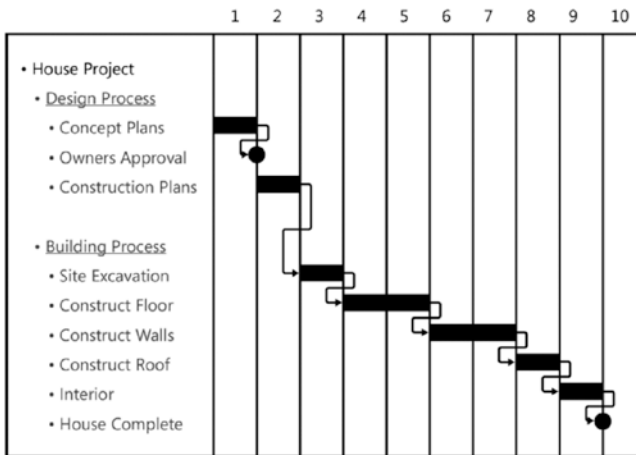 1 2 3 4 5 6 7 8 9 10
• House Project
• Design Process
• Concept Plans
• Owners Approval
• Construction Plans
• Building Process
• Site Excavation
• Construct Floor
• Construct Walls
• Construct Roof
• Interior
• House Complete